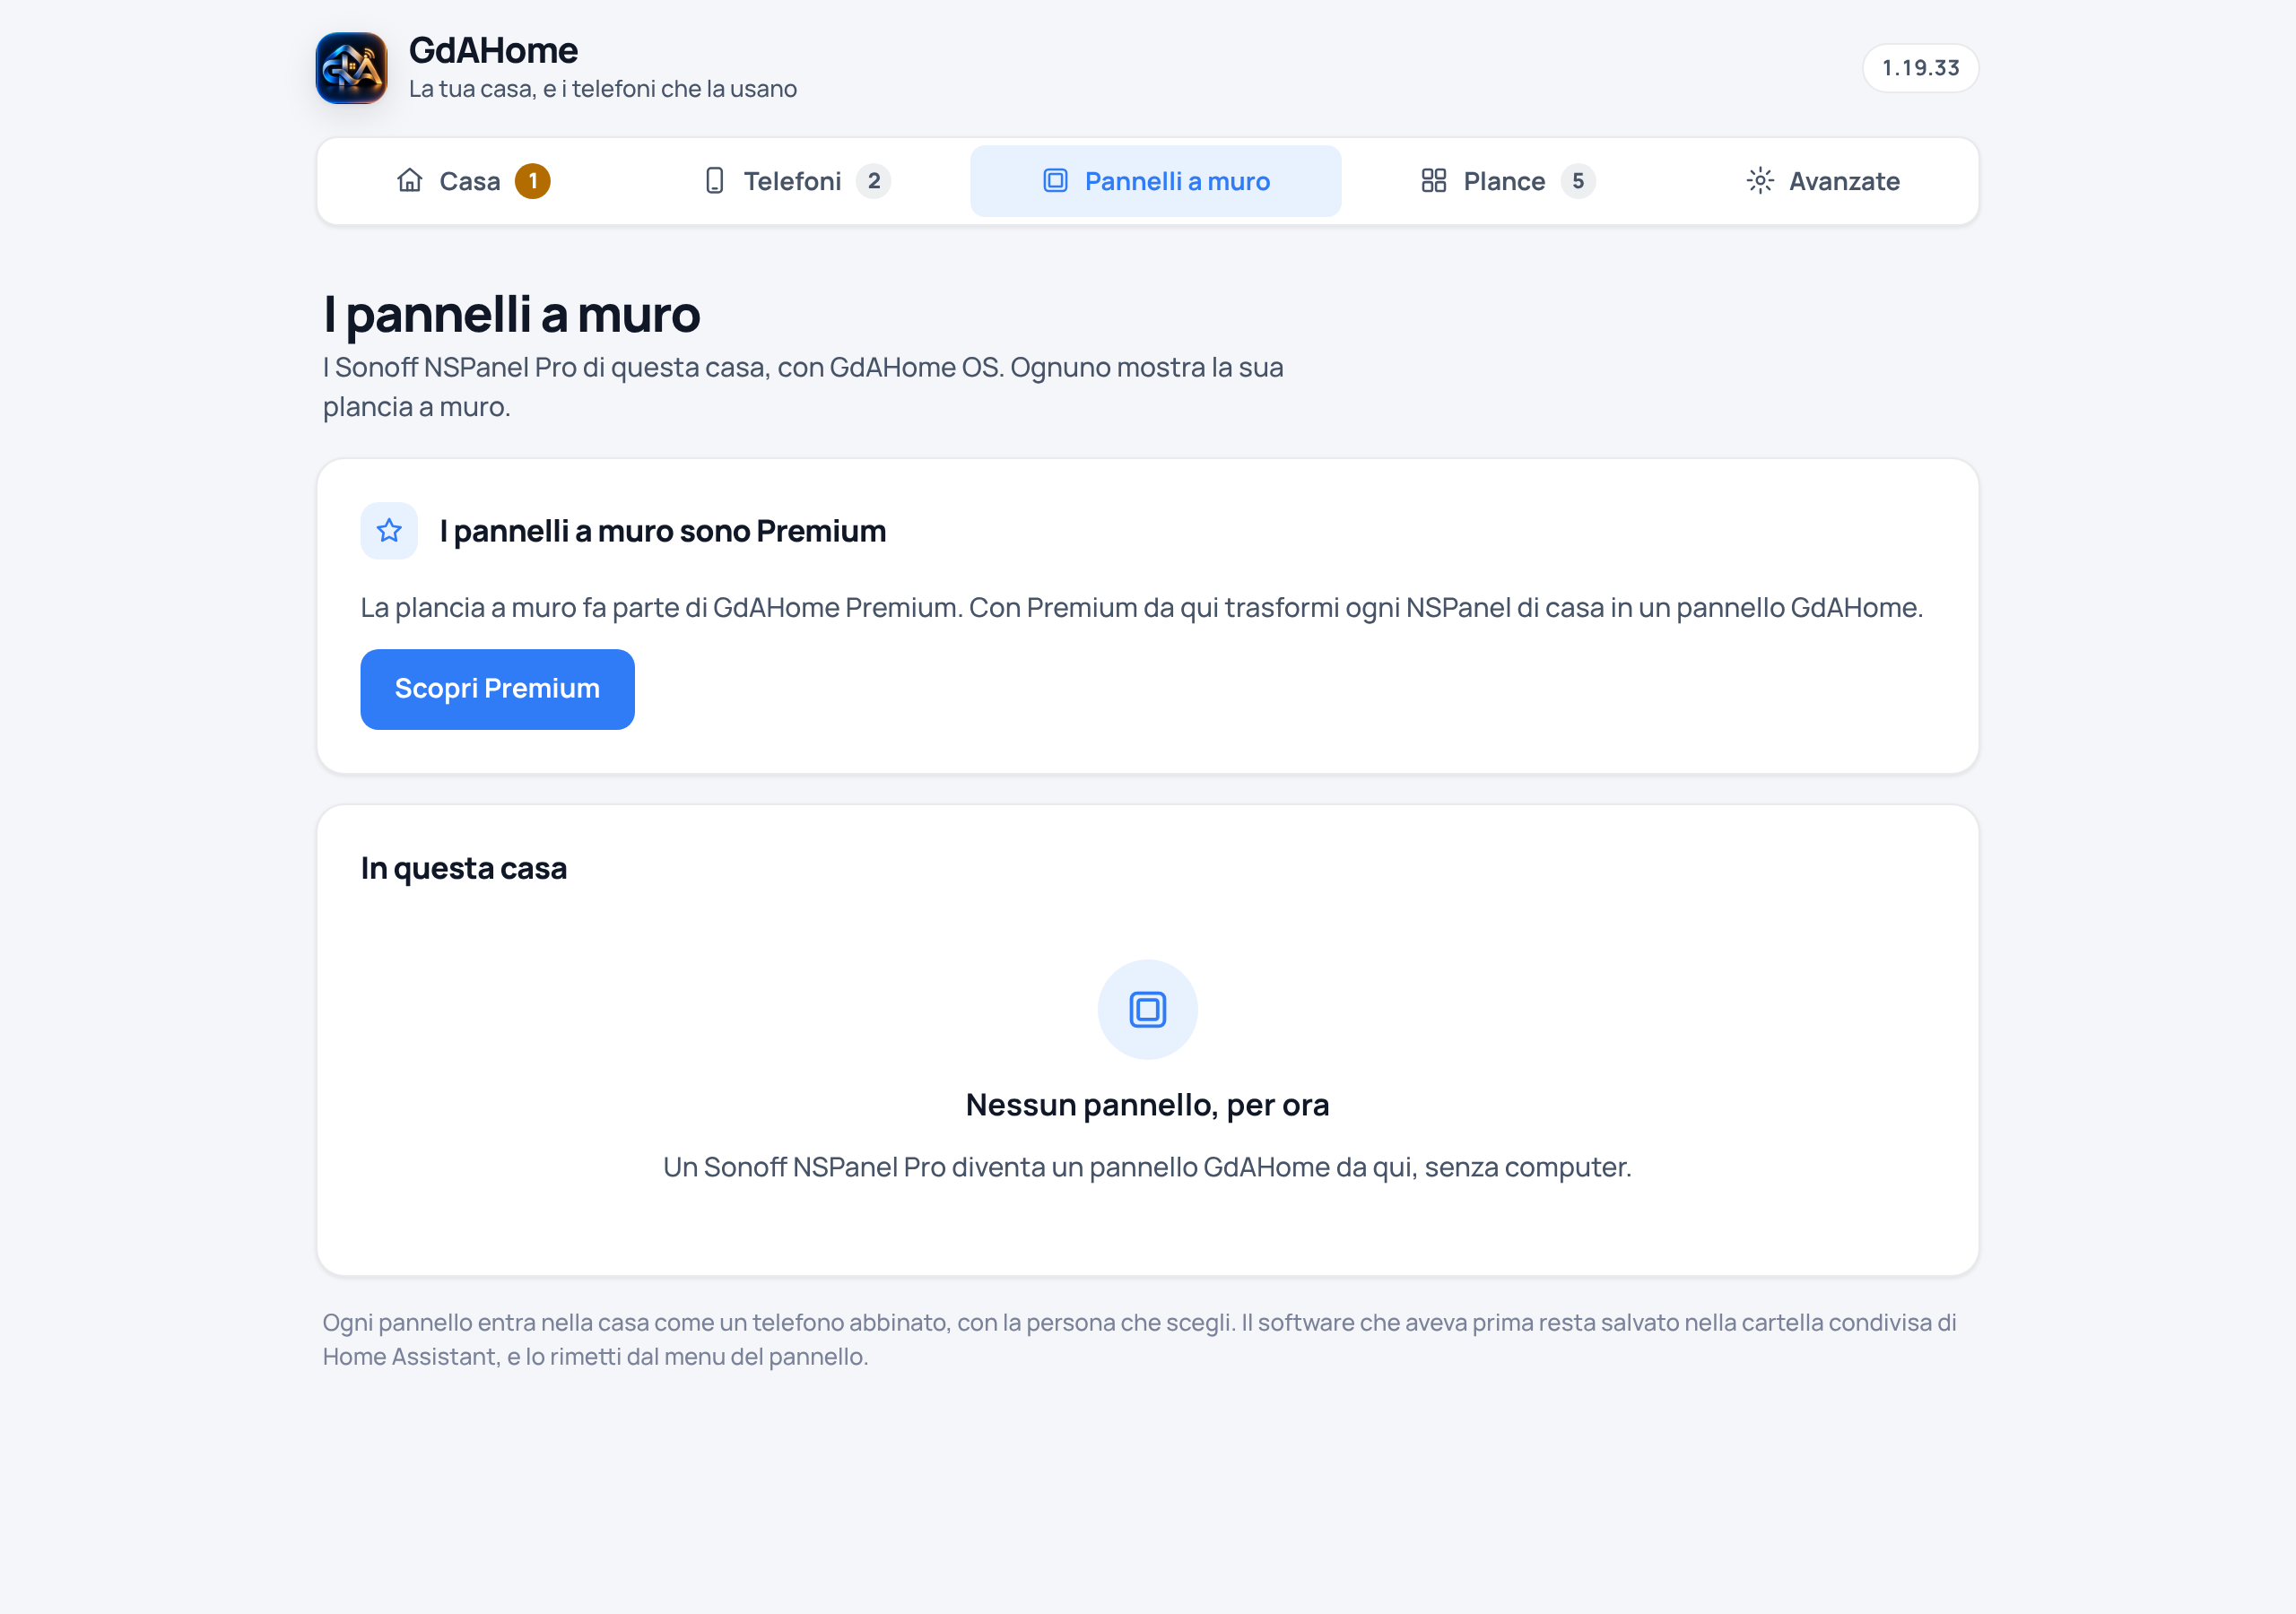 GdAHome
La tua casa, e i telefoni che la usano
1.19.33
Casa 1
Telefoni 2
Pannelli a muro
Plance 5
Avanzate
I pannelli a muro
I Sonoff NSPanel Pro di questa casa, con GdAHome OS. Ognuno mostra la sua
plancia a muro.
I pannelli a muro sono Premium
La plancia a muro fa parte di GdAHome Premium. Con Premium da qui trasformi ogni NSPanel di casa in un pannello GdAHome.
Scopri Premium
In questa casa
Nessun pannello, per ora
Un Sonoff NSPanel Pro diventa un pannello GdAHome da qui, senza computer.
Ogni pannello entra nella casa come un telefono abbinato, con la persona che scegli. Il software che aveva prima resta salvato nella cartella condivisa di
Home Assistant, e lo rimetti dal menu del pannello.